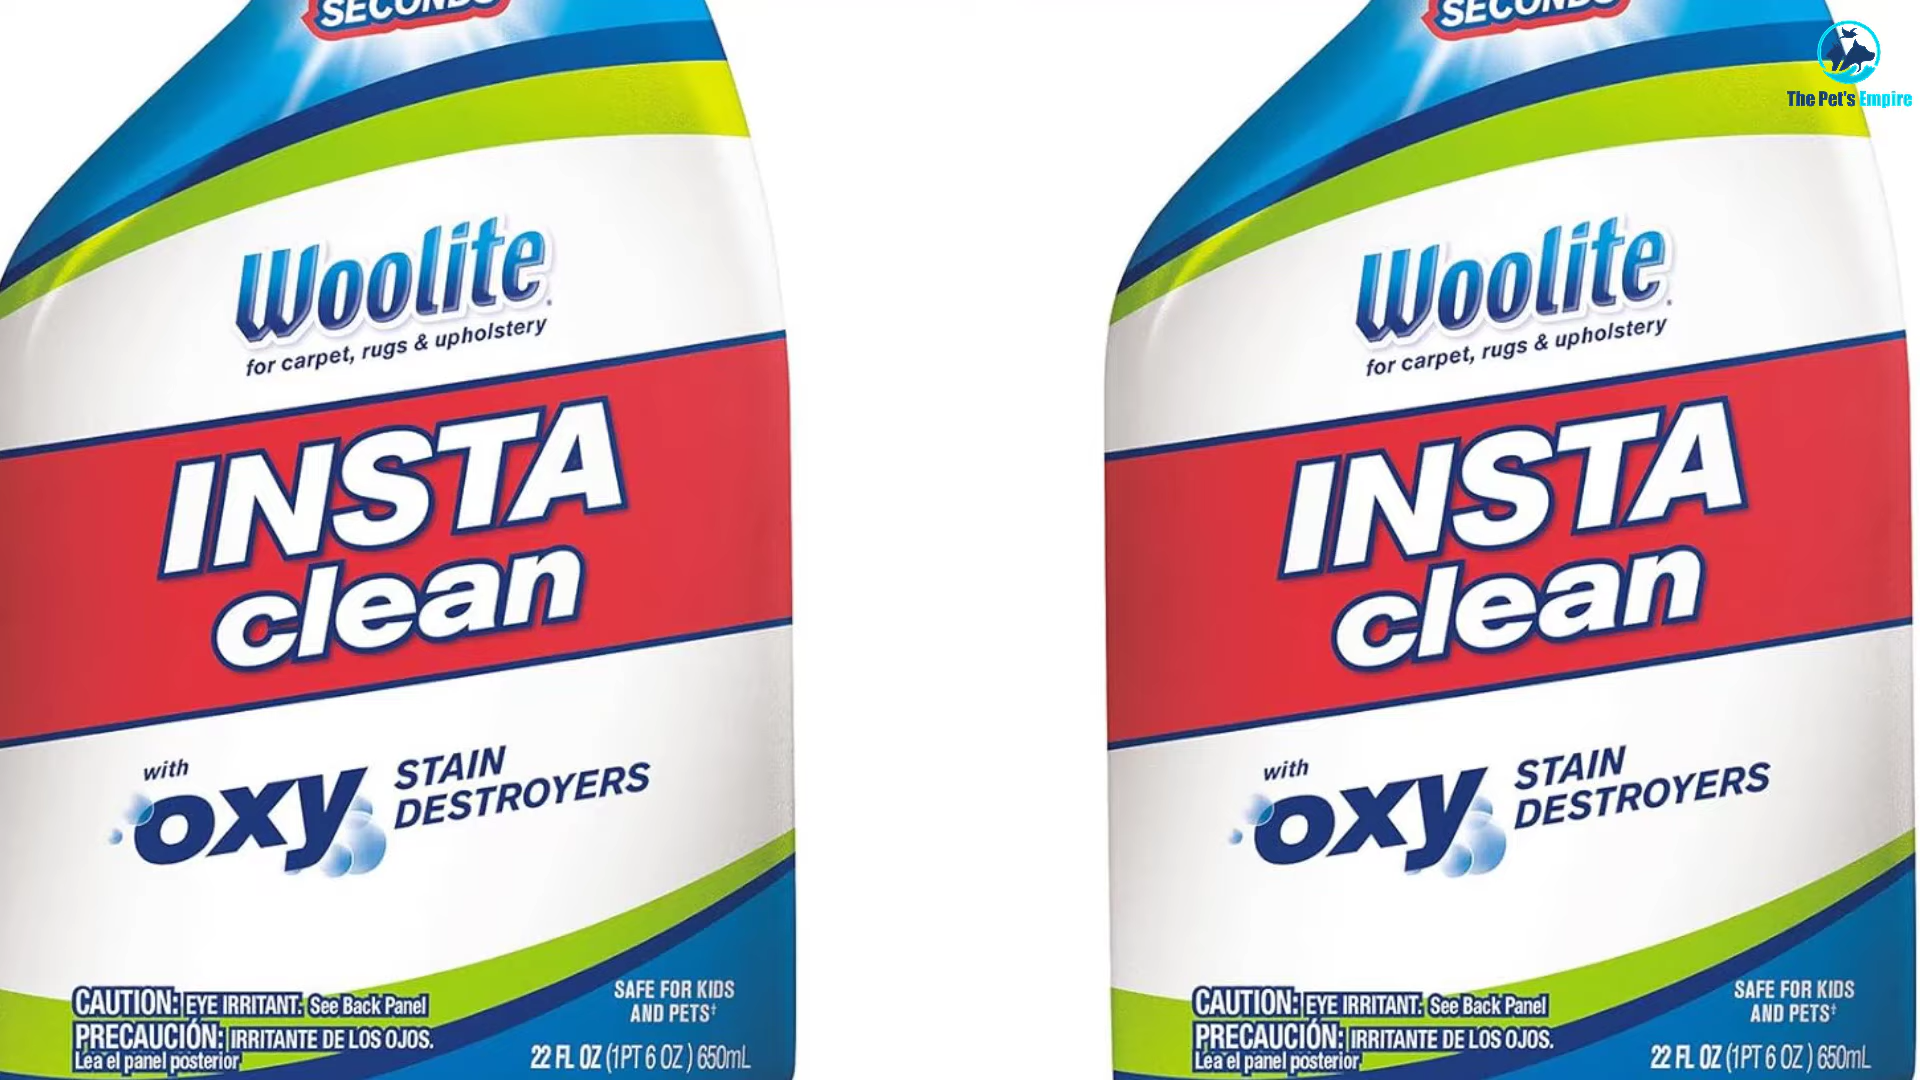 SECONDS
Woolite
for carpet, rugs & upholstery
INSTA
clean
with
oxy STAIN
DESTROYERS
CAUTION: EYE IRRITANT. See Back Panel
PRECAUCIÓN: IRRITANTE DE LOS OJOS.
Lea el panel posterior
SAFE FOR KIDS
AND PETS‡
22 FL OZ (1PT 6 OZ) 650mL
SECONDS
Woolite
for carpet, rugs & upholstery
INSTA
clean
with
oxy STAIN
DESTROYERS
CAUTION: EYE IRRITANT. See Back Panel
PRECAUCIÓN: IRRITANTE DE LOS OJOS.
Lea el panel posterior
SAFE FOR KIDS
AND PETS‡
22 FL OZ (1PT 6 OZ) 650mL
The Pet's Empire